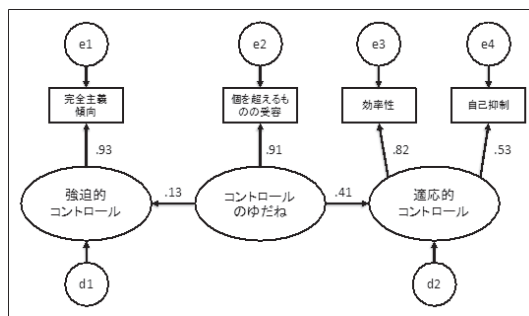 e1
e2
e3
e4
完全主義
傾向
個を超えるも
のの受容
効率性
自己抑制
.93
.91
.82
.53
強迫的
コントロール
.13
コントロール
のゆだね
.41
適応的
コントロール
d1
d2